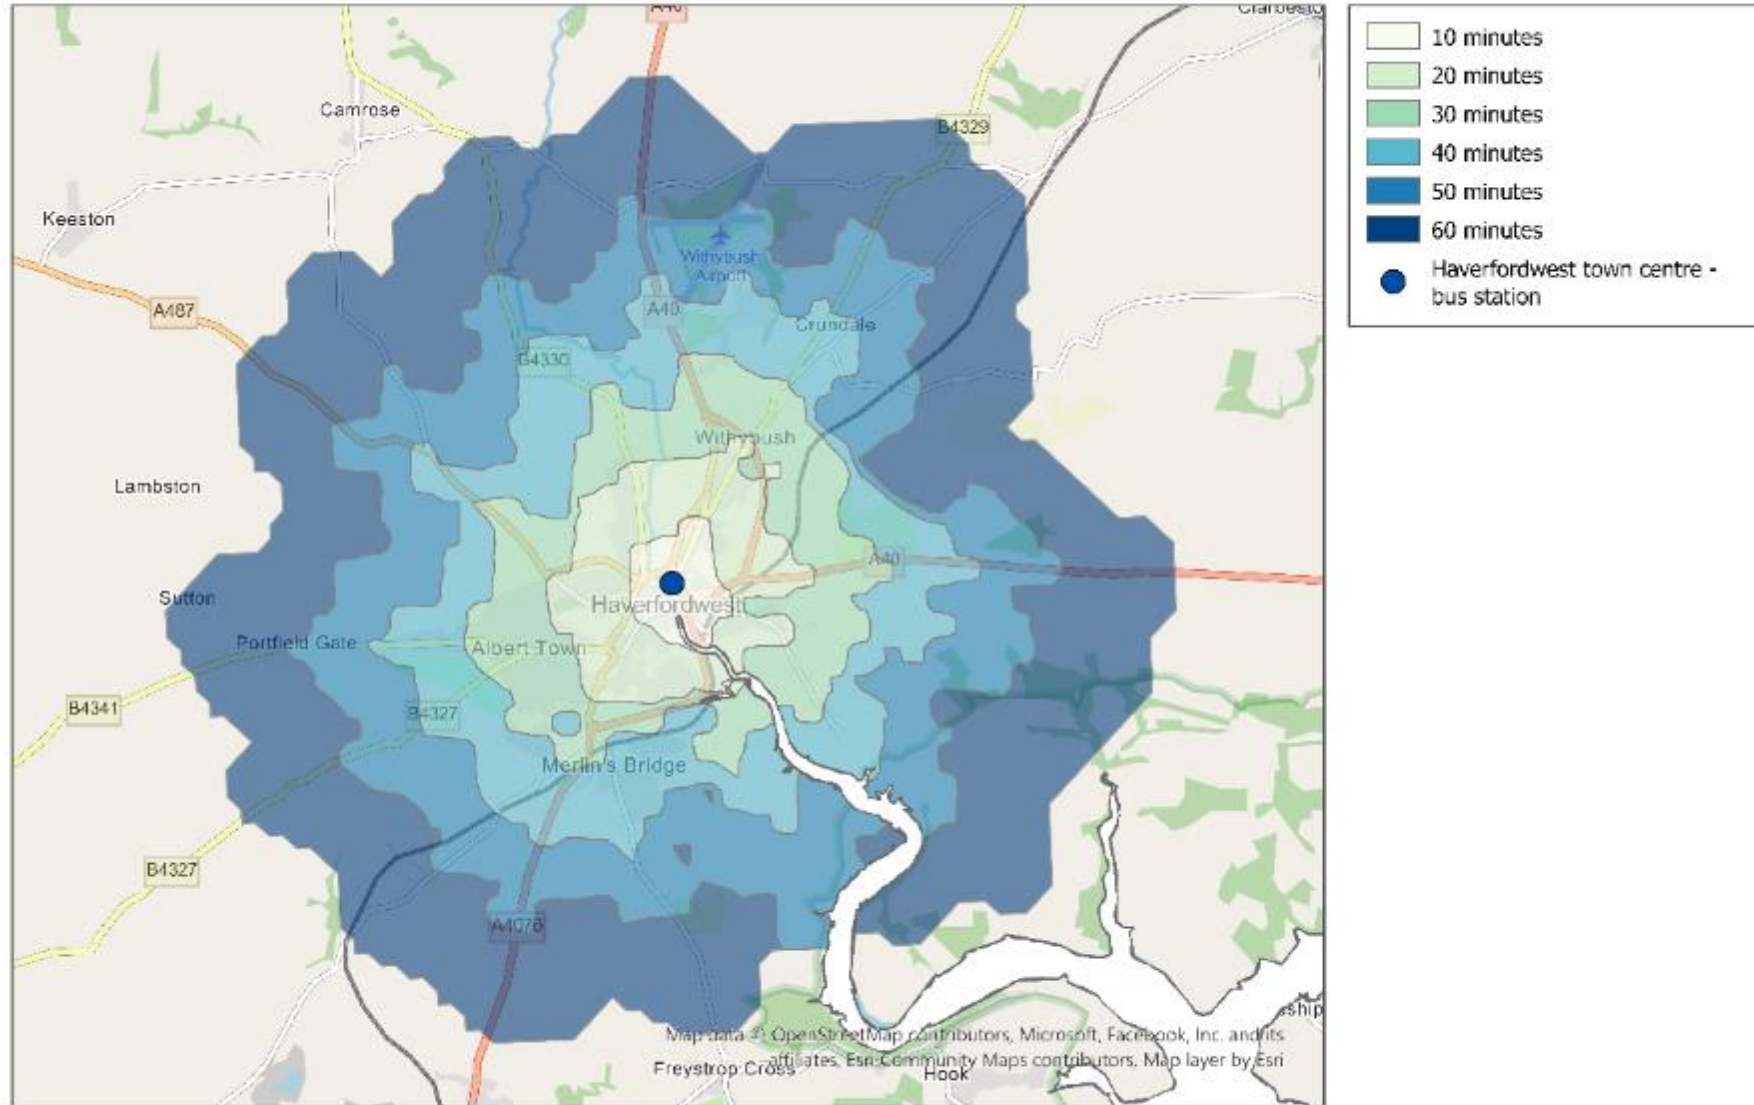 A40
Clarbesto
Camrose
B4329
Keeston
Withybush
Airport
A487
A40
Crundale
B4330
Withybush
Lambston
A40
Sutton
Haverfordwest
Portfield Gate
Albert Town
B4341
B4327
Merlin's Bridge
B4327
A4076
ship
Map data © OpenStreetMap contributors, Microsoft, Facebook, Inc. and its
affiliates, Esri Community Maps contributors, Map layer by Esri
Freystrop Cross
Hook
10 minutes
20 minutes
30 minutes
40 minutes
50 minutes
60 minutes
Haverfordwest town centre -
bus station